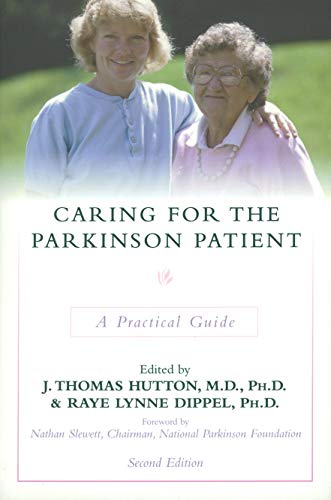 CARING FOR THE
PARKINSON PATIENT
A Practical Guide
Edited by
J. THOMAS HUTTON, M.D., PH.D.
& RAYE LYNNE DIPPEL, PH.D.
Foreword by
Nathan Slewett, Chairman, National Parkinson Foundation
Second Edition